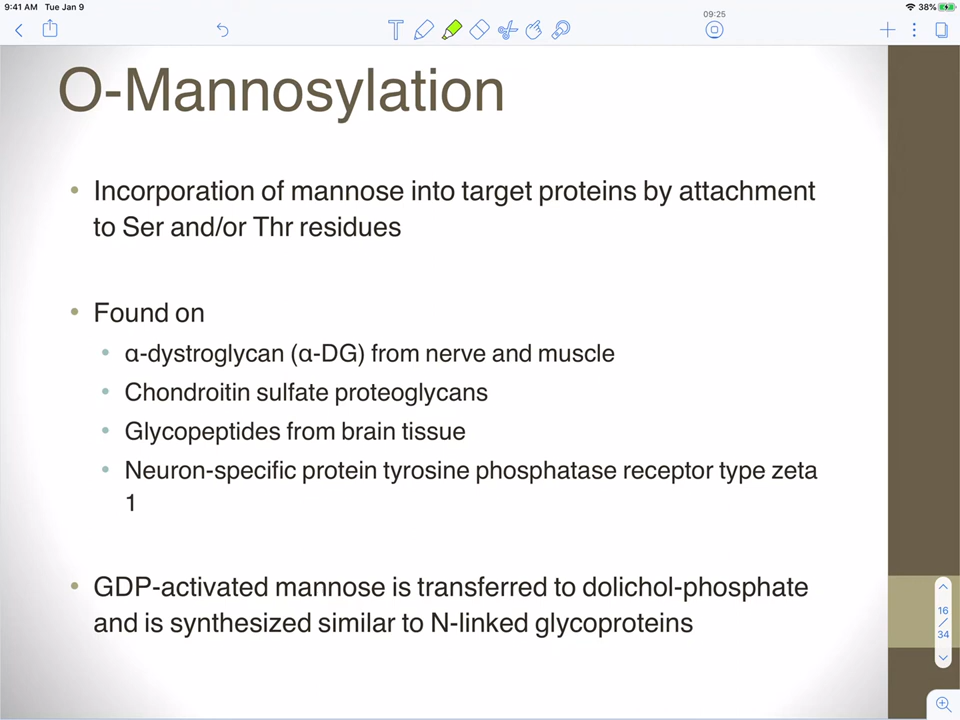 9:41 AM Tue Jan 9
38%
09:25
T
O-Mannosylation
• Incorporation of mannose into target proteins by attachment
to Ser and/or Thr residues
• Found on
• α-dystroglycan (α-DG) from nerve and muscle
• Chondroitin sulfate proteoglycans
• Glycopeptides from brain tissue
• Neuron-specific protein tyrosine phosphatase receptor type zeta
1
• GDP-activated mannose is transferred to dolichol-phosphate
and is synthesized similar to N-linked glycoproteins
16
/
34